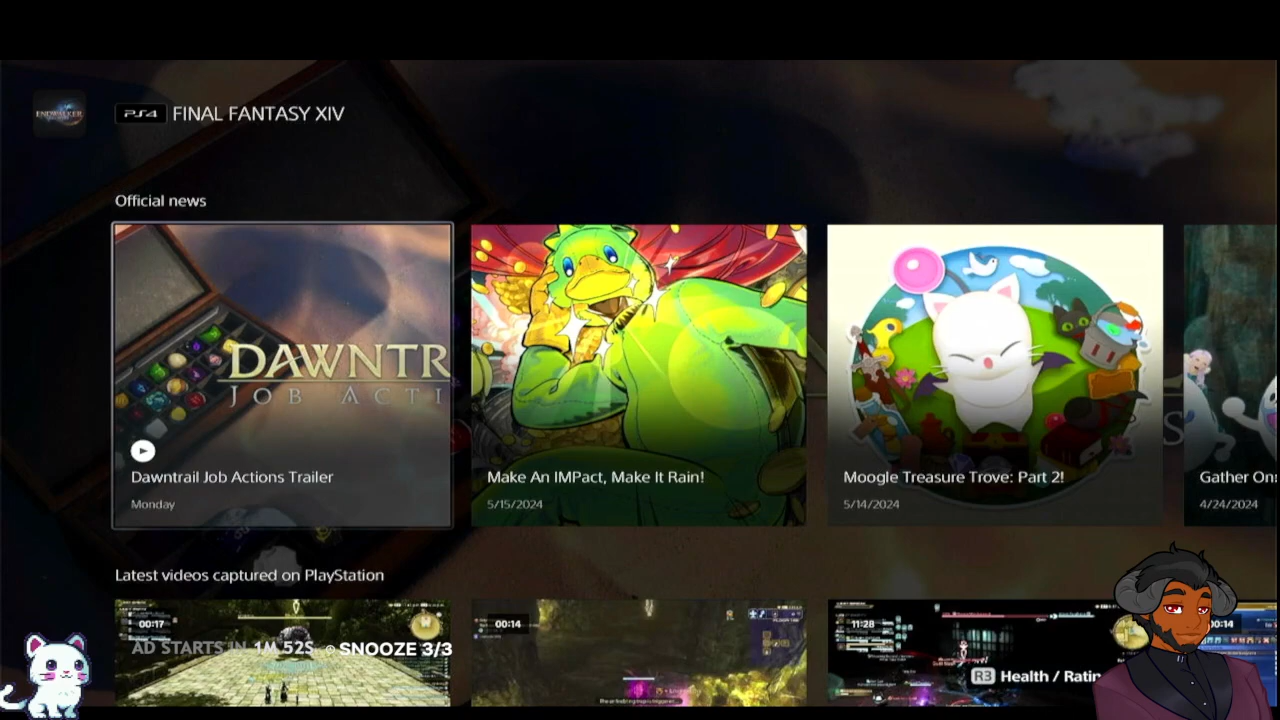 ENDWALKER
PS4 FINAL FANTASY XIV
Official news
DAWNTR
JOB ACTI
Dawntrail Job Actions Trailer
Monday
Make An IMPact, Make It Rain!
5/15/2024
Moogle Treasure Trove: Part 2!
5/14/2024
Gather On!
4/24/2024
Latest videos captured on PlayStation
00:17
00:14
11:28
00:14
AD STARTS IN 1M 52S SNOOZE 3/3
R3 Health / Ratin